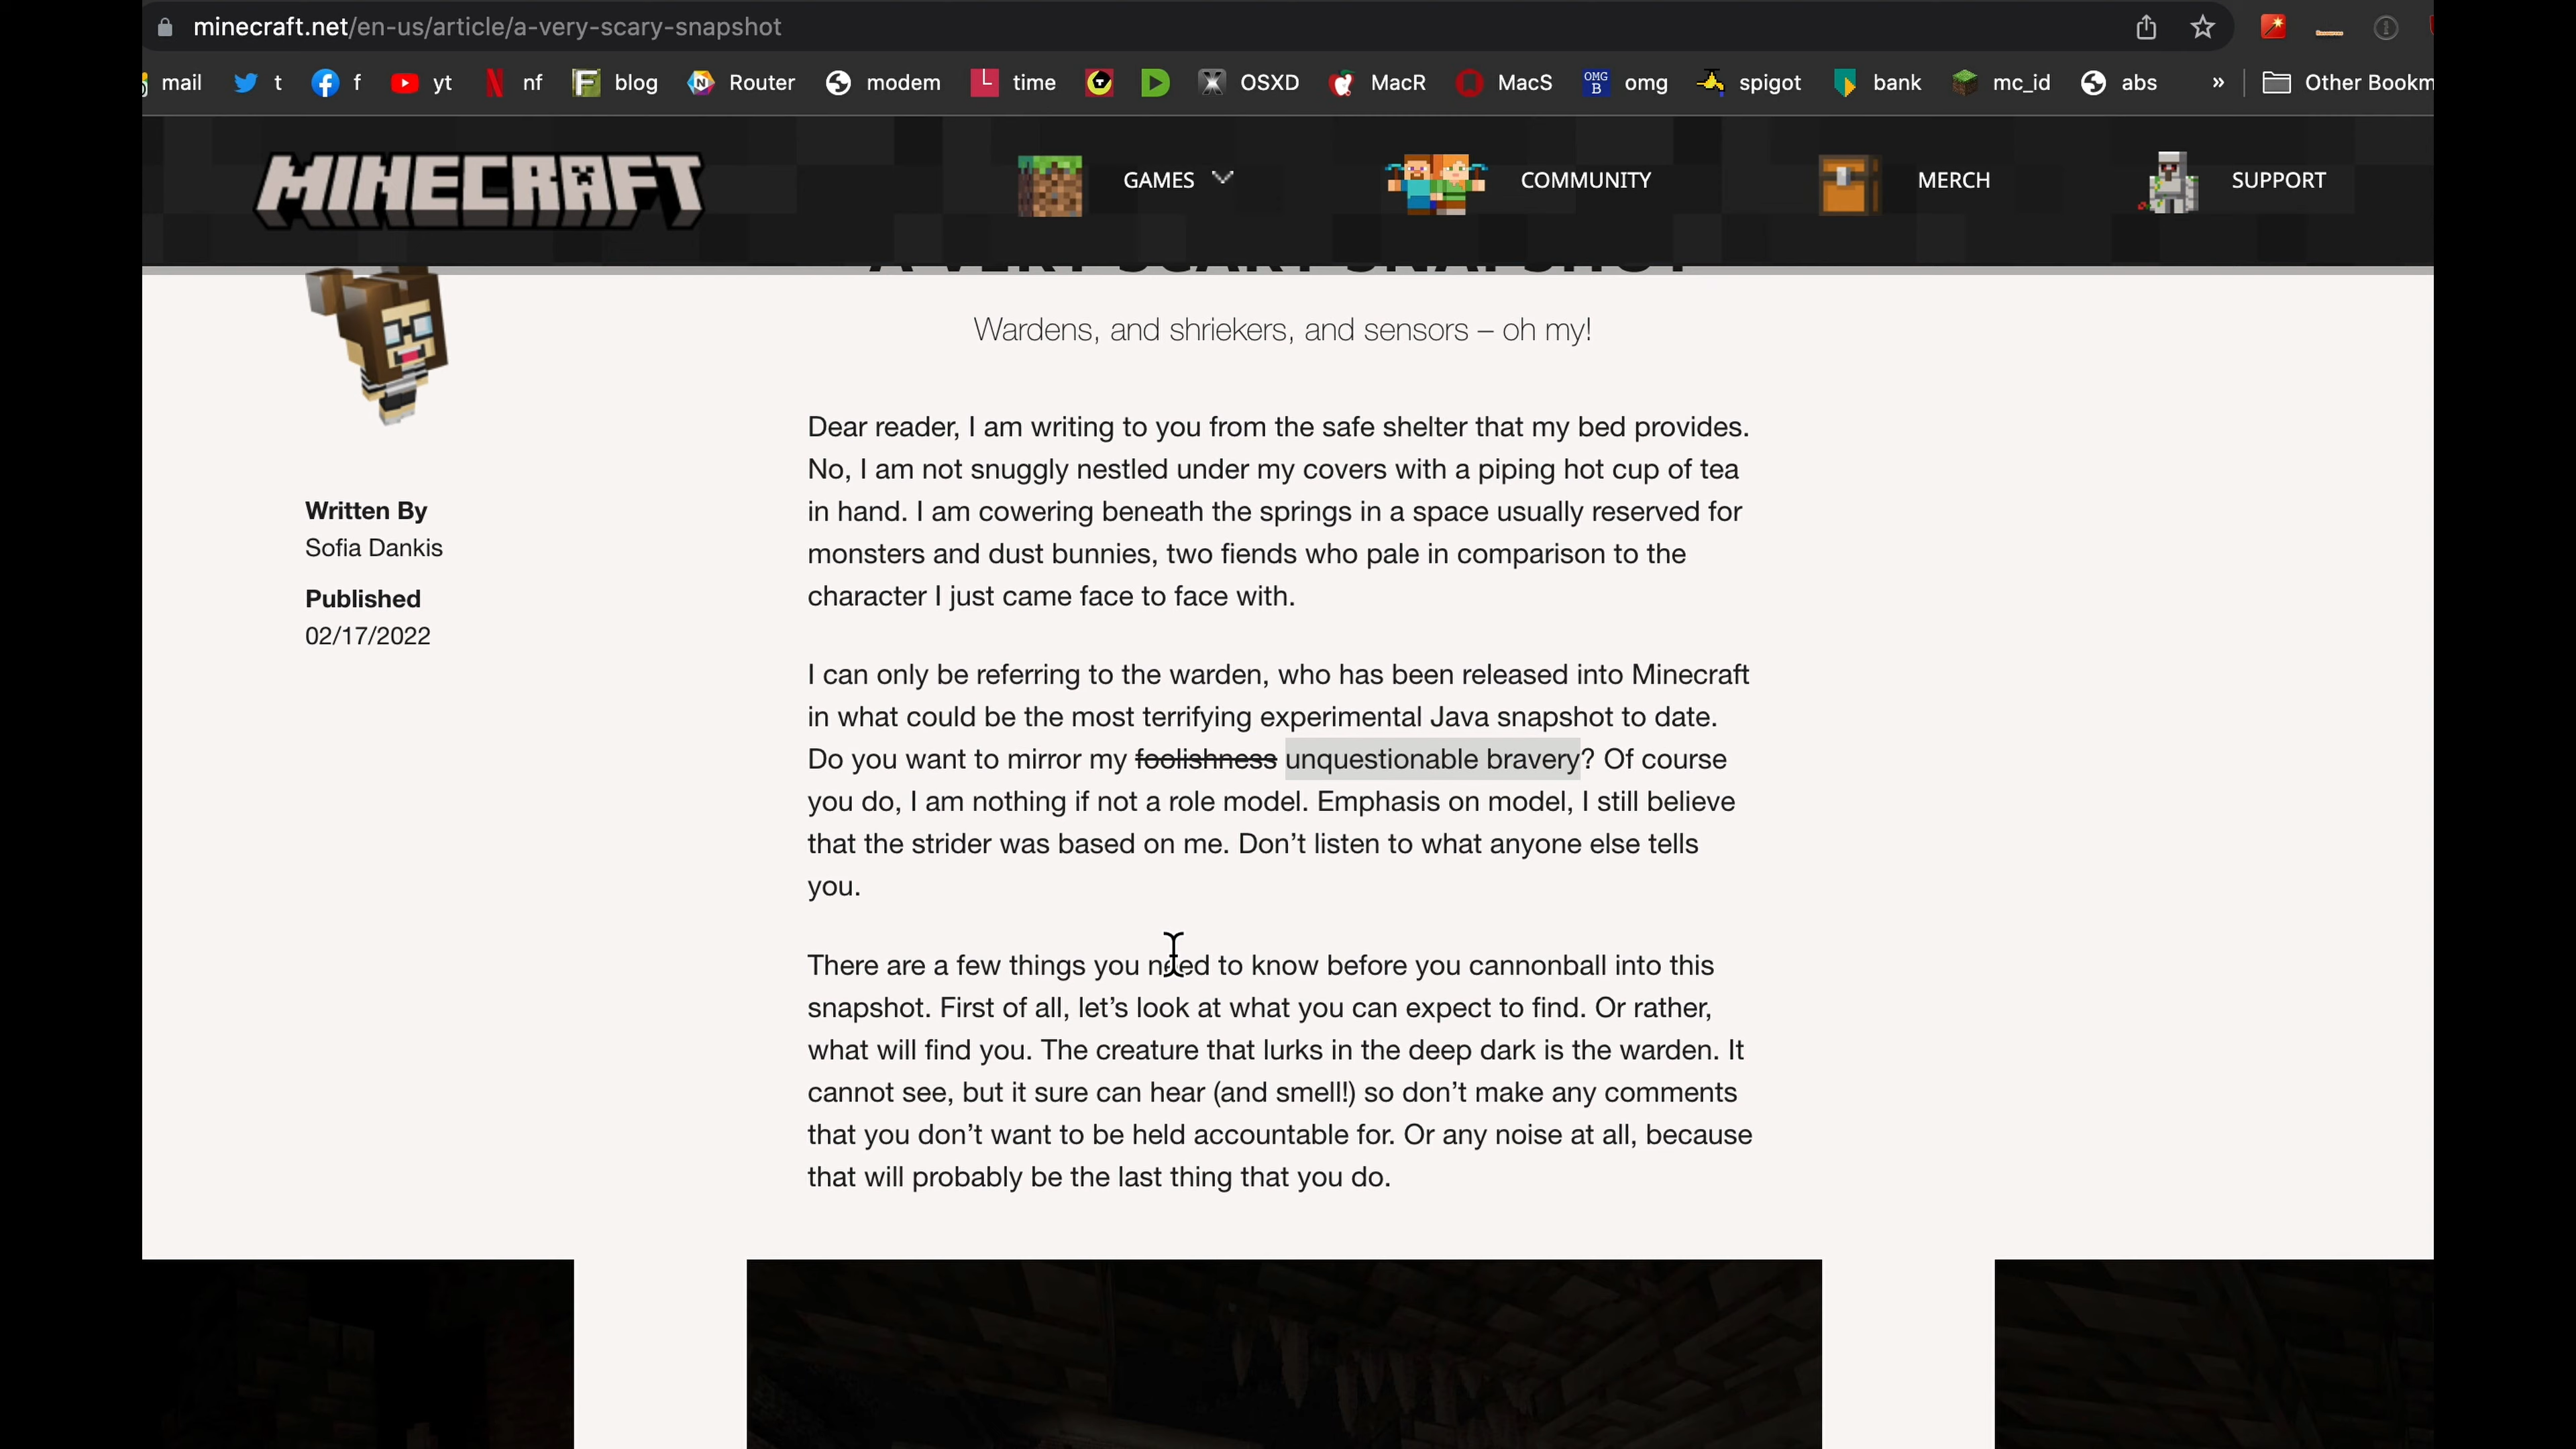 minecraft.net/en-us/article/a-very-scary-snapshot
mail t f yt nf blog Router modem time OSXD MacR MacS OMG B omg spigot bank mc_id abs » Other Bookm
MINECRAFT GAMES COMMUNITY MERCH SUPPORT
A VERY SCARY SNAPSHOT
Wardens, and shriekers, and sensors – oh my!
Written By
Sofia Dankis
Published
02/17/2022
Dear reader, I am writing to you from the safe shelter that my bed provides.
No, I am not snuggly nestled under my covers with a piping hot cup of tea
in hand. I am cowering beneath the springs in a space usually reserved for
monsters and dust bunnies, two fiends who pale in comparison to the
character I just came face to face with.
I can only be referring to the warden, who has been released into Minecraft
in what could be the most terrifying experimental Java snapshot to date.
Do you want to mirror my foolishness unquestionable bravery? Of course
you do, I am nothing if not a role model. Emphasis on model, I still believe
that the strider was based on me. Don’t listen to what anyone else tells
you.
There are a few things you need to know before you cannonball into this
snapshot. First of all, let’s look at what you can expect to find. Or rather,
what will find you. The creature that lurks in the deep dark is the warden. It
cannot see, but it sure can hear (and smell!) so don’t make any comments
that you don’t want to be held accountable for. Or any noise at all, because
that will probably be the last thing that you do.